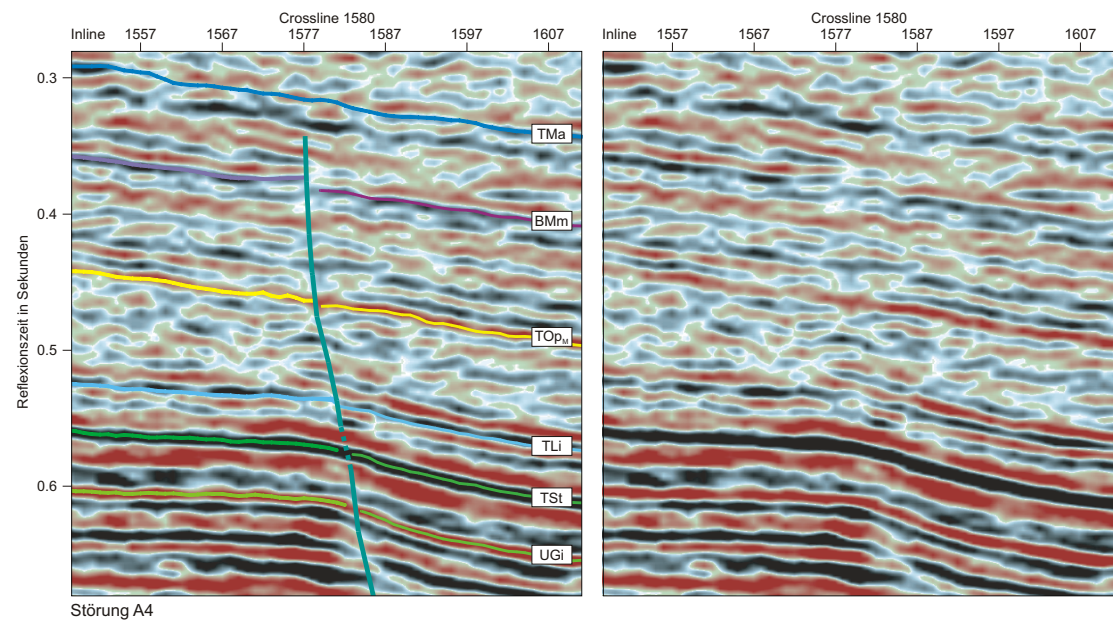 Crossline 1580
Inline 1557 1567 1577 1587 1597 1607
Crossline 1580
Inline 1557 1567 1577 1587 1597 1607
Reflexionszeit in Sekunden
0.3
0.4
0.5
0.6
TMa
BMm
TOpM
TLi
TSt
UGi
Störung A4